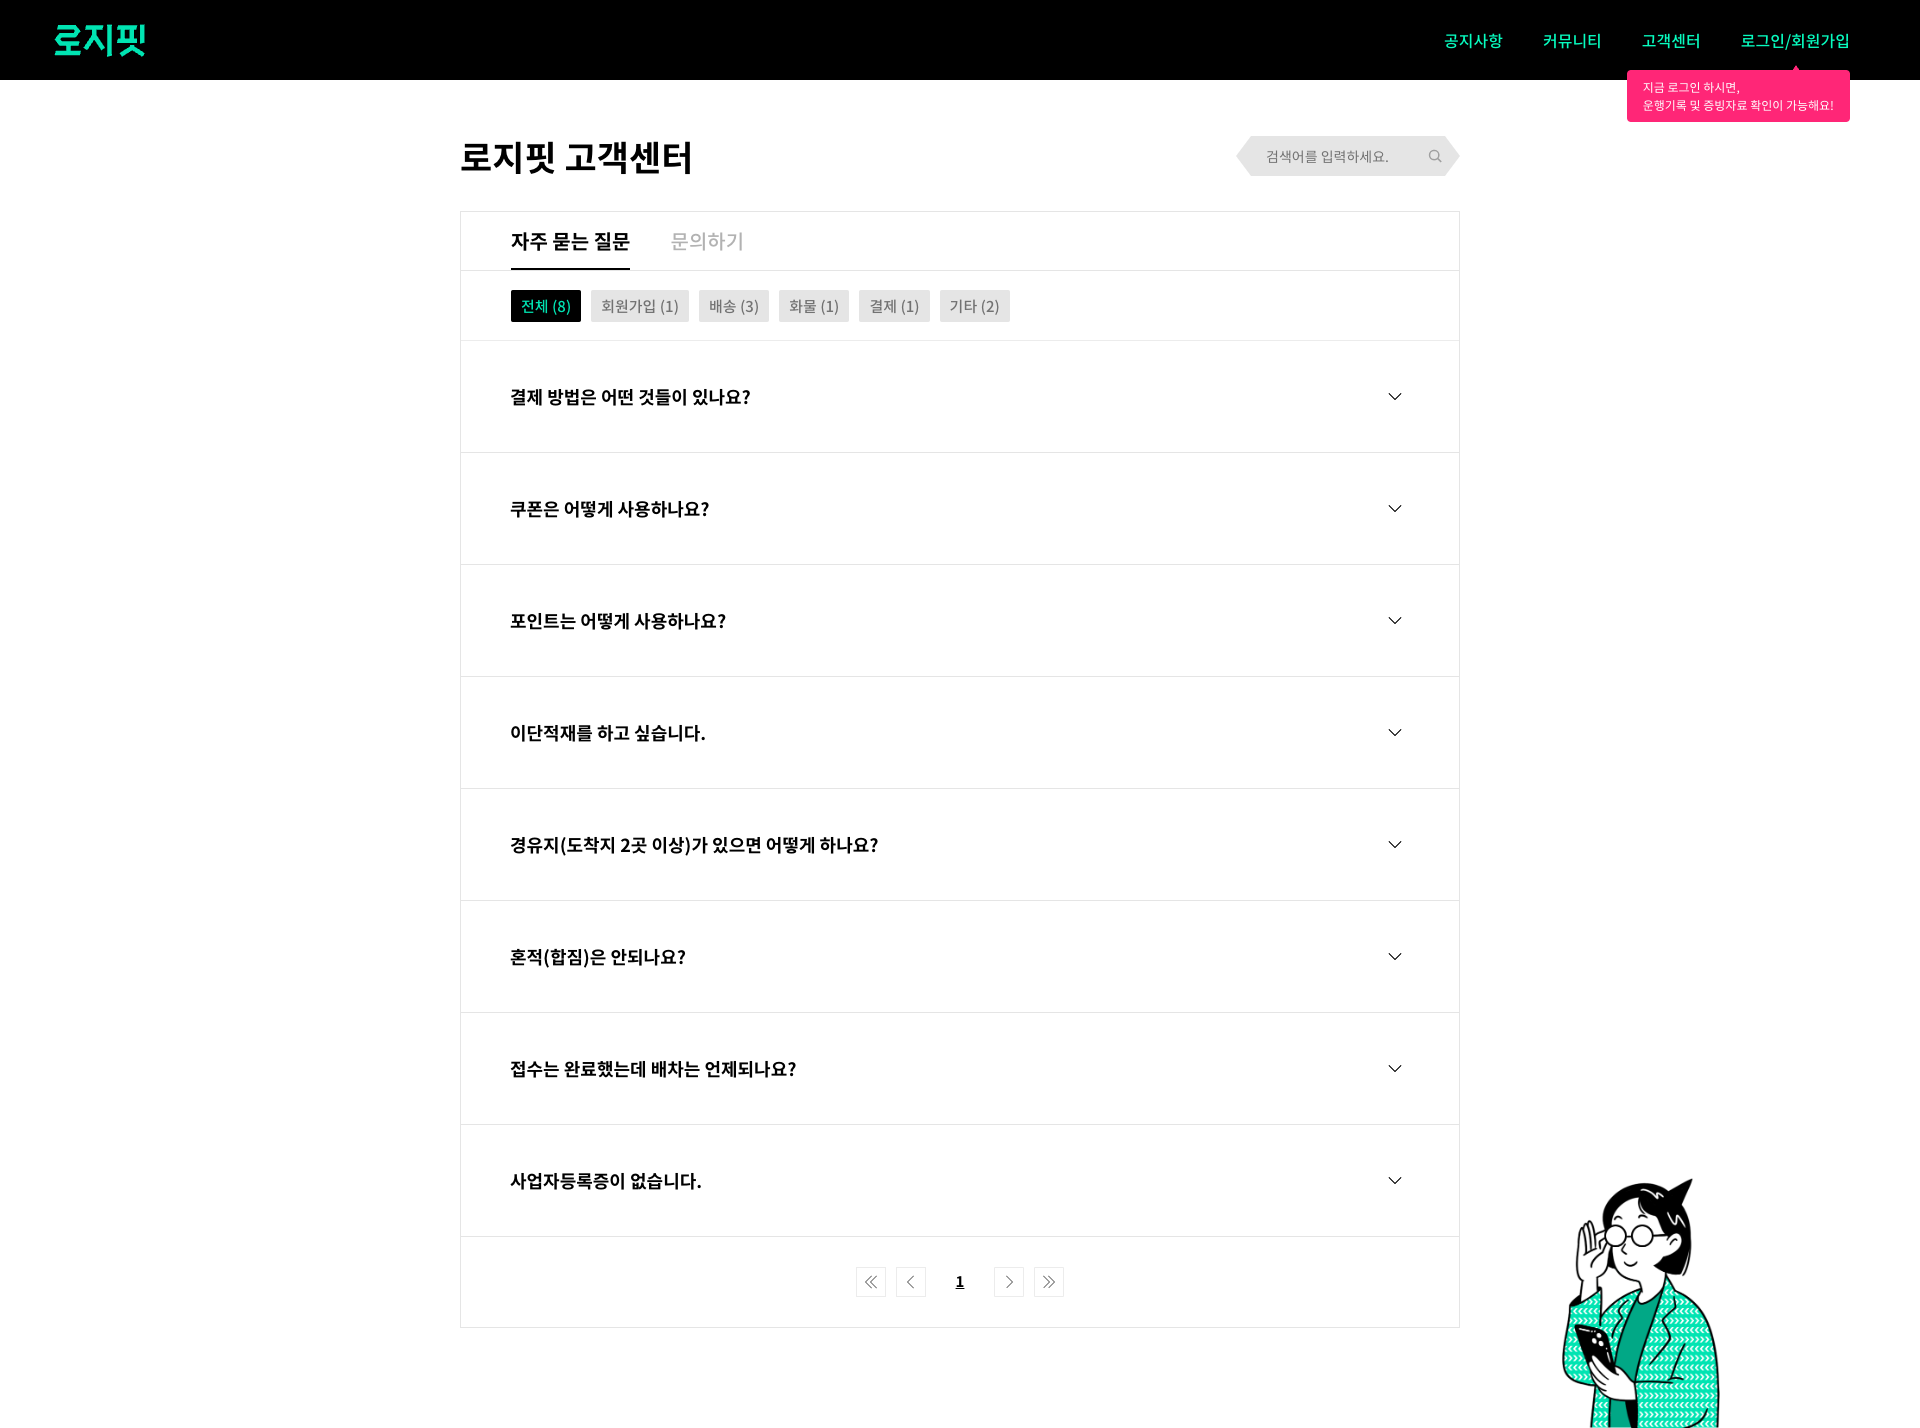 로지핏
공지사항 커뮤니티 고객센터 로그인/회원가입
지금 로그인 하시면,
운행기록 및 증빙자료 확인이 가능해요!
로지핏 고객센터
검색어를 입력하세요.
자주 묻는 질문 문의하기
전체 (8) 회원가입 (1) 배송 (3) 화물 (1) 결제 (1) 기타 (2)
결제 방법은 어떤 것들이 있나요?
쿠폰은 어떻게 사용하나요?
포인트는 어떻게 사용하나요?
이단적재를 하고 싶습니다.
경유지(도착지 2곳 이상)가 있으면 어떻게 하나요?
혼적(합짐)은 안되나요?
접수는 완료했는데 배차는 언제되나요?
사업자등록증이 없습니다.
1